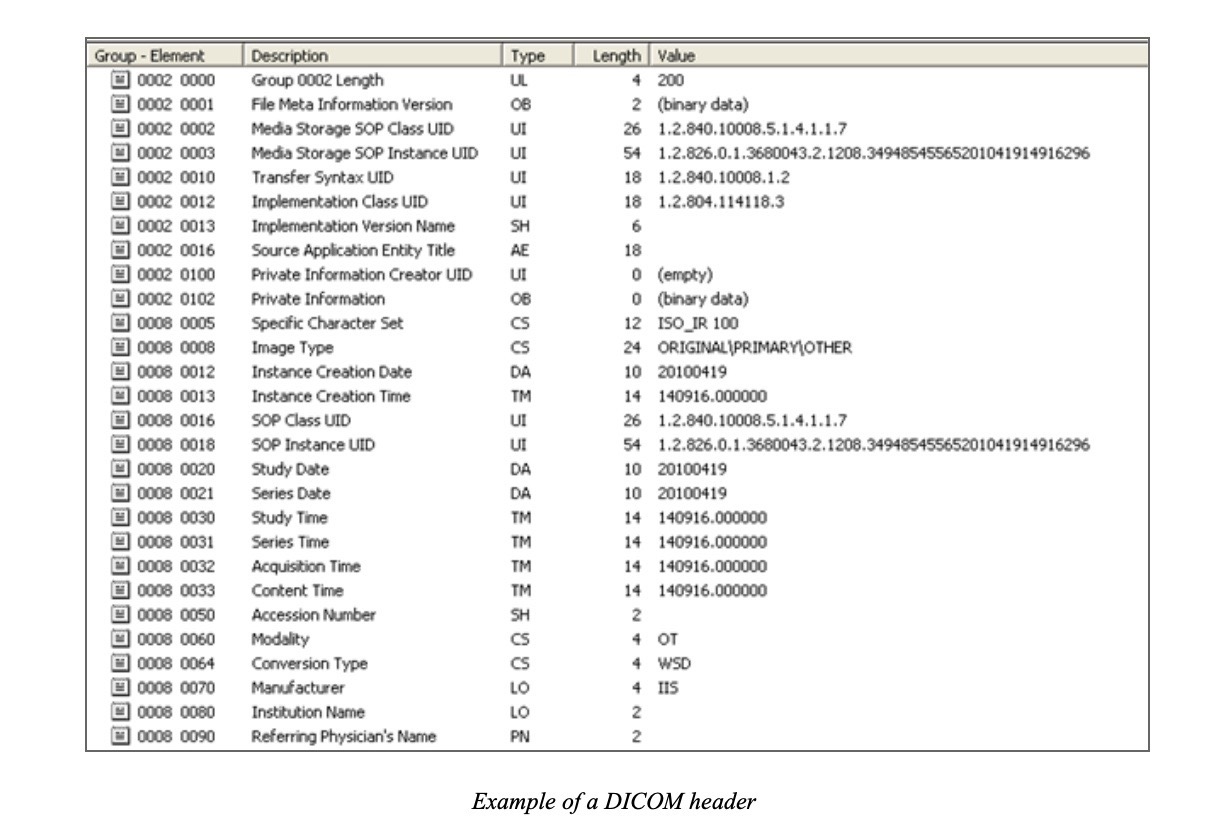 Group - Element Description Type Length Value
0002 0000 Group 0002 Length UL 4 200
0002 0001 File Meta Information Version OB 2 (binary data)
0002 0002 Media Storage SOP Class UID UI 26 1.2.840.10008.5.1.4.1.1.7
0002 0003 Media Storage SOP Instance UID UI 54 1.2.826.0.1.3680043.2.1208.34948545565201041914916296
0002 0010 Transfer Syntax UID UI 18 1.2.840.10008.1.2
0002 0012 Implementation Class UID UI 18 1.2.804.114118.3
0002 0013 Implementation Version Name SH 6
0002 0016 Source Application Entity Title AE 18
0002 0100 Private Information Creator UID UI 0 (empty)
0002 0102 Private Information OB 0 (binary data)
0008 0005 Specific Character Set CS 12 ISO_IR 100
0008 0008 Image Type CS 24 ORIGINAL\PRIMARY\OTHER
0008 0012 Instance Creation Date DA 10 20100419
0008 0013 Instance Creation Time TM 14 140916.000000
0008 0016 SOP Class UID UI 26 1.2.840.10008.5.1.4.1.1.7
0008 0018 SOP Instance UID UI 54 1.2.826.0.1.3680043.2.1208.34948545565201041914916296
0008 0020 Study Date DA 10 20100419
0008 0021 Series Date DA 10 20100419
0008 0030 Study Time TM 14 140916.000000
0008 0031 Series Time TM 14 140916.000000
0008 0032 Acquisition Time TM 14 140916.000000
0008 0033 Content Time TM 14 140916.000000
0008 0050 Accession Number SH 2
0008 0060 Modality CS 4 OT
0008 0064 Conversion Type CS 4 WSD
0008 0070 Manufacturer LO 4 IIS
0008 0080 Institution Name LO 2
0008 0090 Referring Physician's Name PN 2
Example of a DICOM header